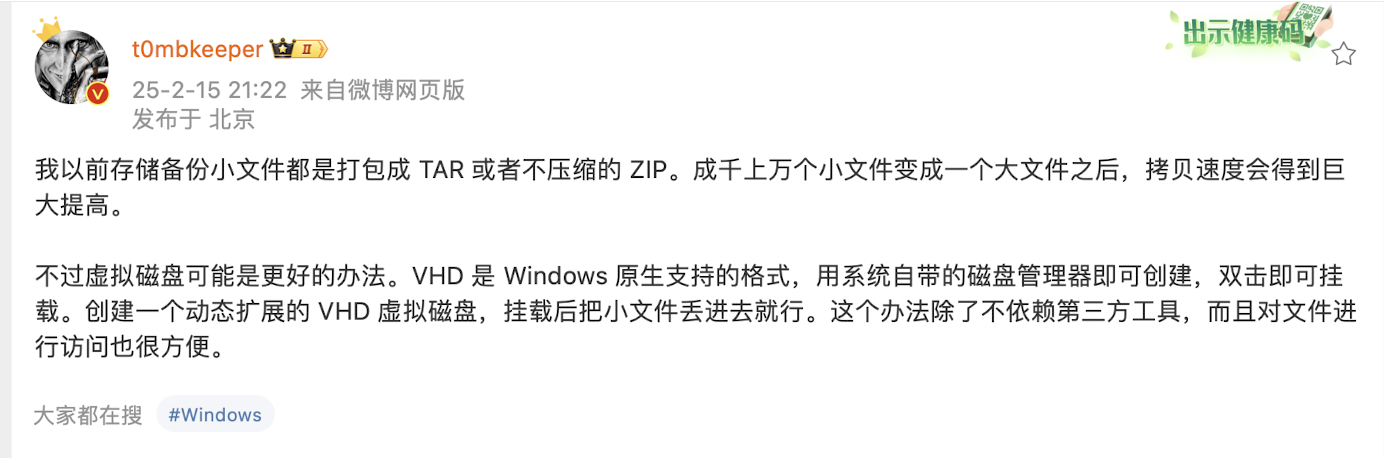 出示健康码
t0mbkeeper II
25-2-15 21:22 来自微博网页版
发布于 北京
我以前存储备份小文件都是打包成 TAR 或者不压缩的 ZIP。成千上万个小文件变成一个大文件之后，拷贝速度会得到巨
大提高。
不过虚拟磁盘可能是更好的办法。VHD 是 Windows 原生支持的格式，用系统自带的磁盘管理器即可创建，双击即可挂
载。创建一个动态扩展的 VHD 虚拟磁盘，挂载后把小文件丢进去就行。这个办法除了不依赖第三方工具，而且对文件进
行访问也很方便。
大家都在搜 #Windows